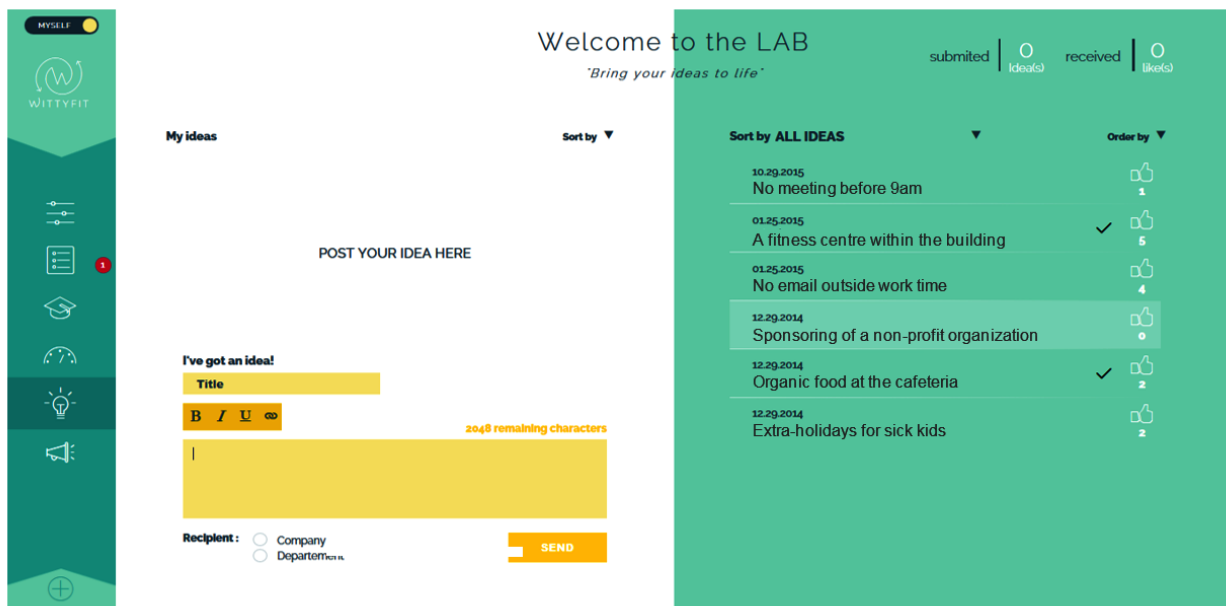 MYSELF
WITTYFIT
1
Welcome to the LAB
"Bring your ideas to life"
submited 0 Idea(s) received 0 like(s)
My ideas Sort by ▼
POST YOUR IDEA HERE
I've got an idea!
Title
B I U
2048 remaining characters
Recipient :
Company
SEND
Sort by ALL IDEAS ▼ Order by ▼
10.29.2015
No meeting before 9am
1
01.25.2015
A fitness centre within the building
5
01.25.2015
No email outside work time
4
12.29.2014
Sponsoring of a non-profit organization
0
12.29.2014
Organic food at the cafeteria
2
12.29.2014
Extra-holidays for sick kids
2